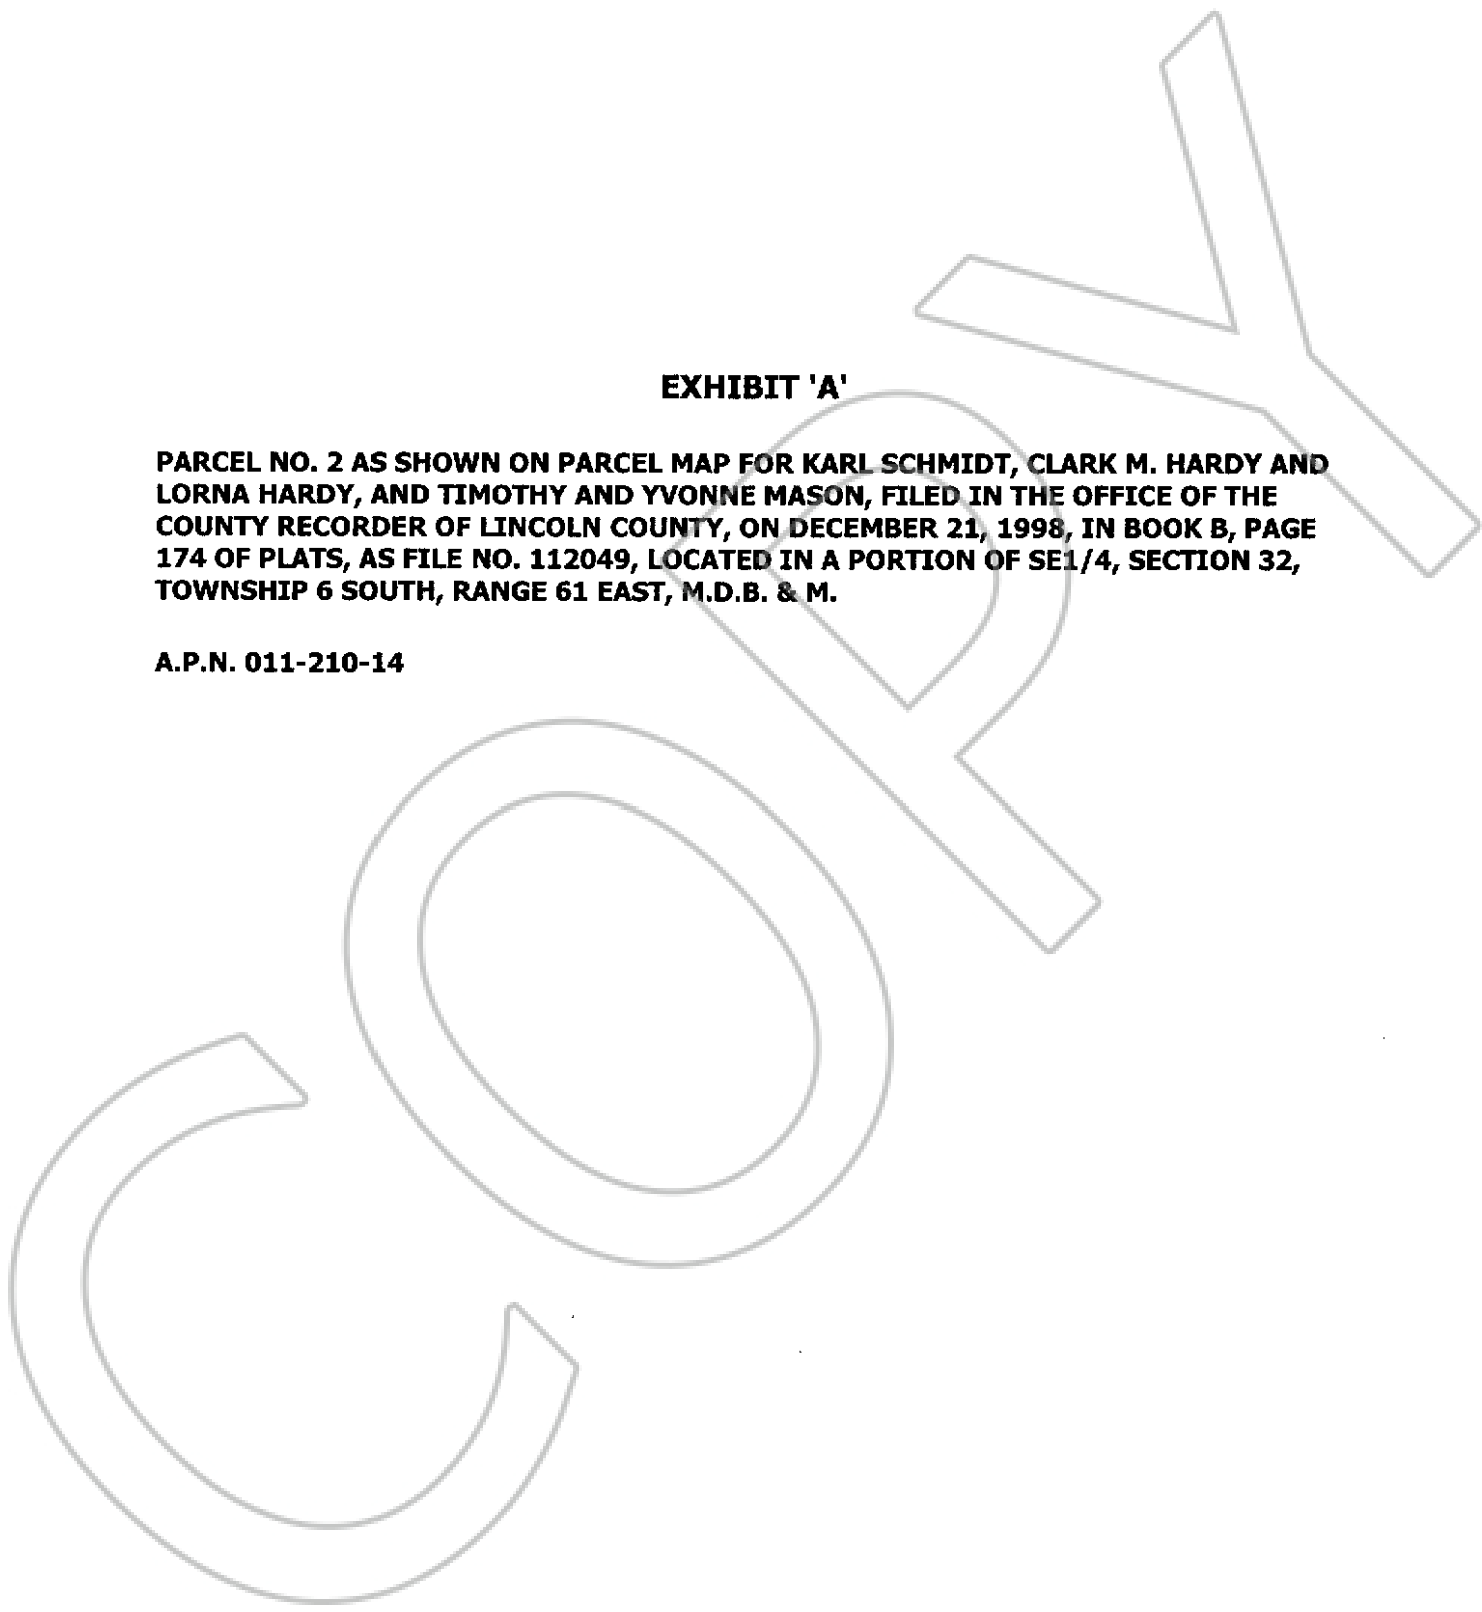 EXHIBIT 'A'
PARCEL NO. 2 AS SHOWN ON PARCEL MAP FOR KARL SCHMIDT, CLARK M. HARDY AND
LORNA HARDY, AND TIMOTHY AND YVONNE MASON, FILED IN THE OFFICE OF THE
COUNTY RECORDER OF LINCOLN COUNTY, ON DECEMBER 21, 1998, IN BOOK B, PAGE
174 OF PLATS, AS FILE NO. 112049, LOCATED IN A PORTION OF SE1/4, SECTION 32,
TOWNSHIP 6 SOUTH, RANGE 61 EAST, M.D.B. & M.
A.P.N. 011-210-14
COPY